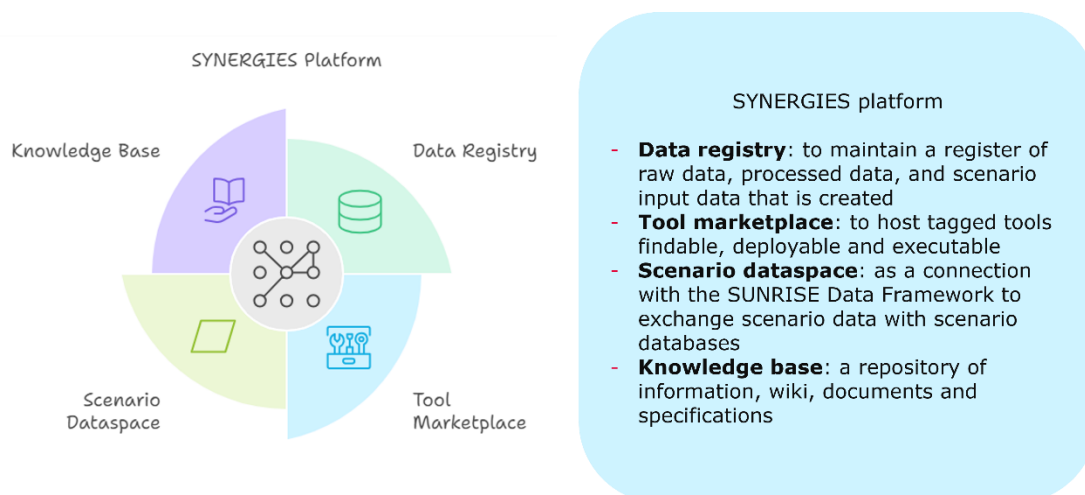 SYNERGIES Platform
Knowledge Base
Data Registry
Scenario
Dataspace
Tool
Marketplace
SYNERGIES platform
- Data registry: to maintain a register of
raw data, processed data, and scenario
input data that is created
- Tool marketplace: to host tagged tools
findable, deployable and executable
- Scenario dataspace: as a connection
with the SUNRISE Data Framework to
exchange scenario data with scenario
databases
- Knowledge base: a repository of
information, wiki, documents and
specifications